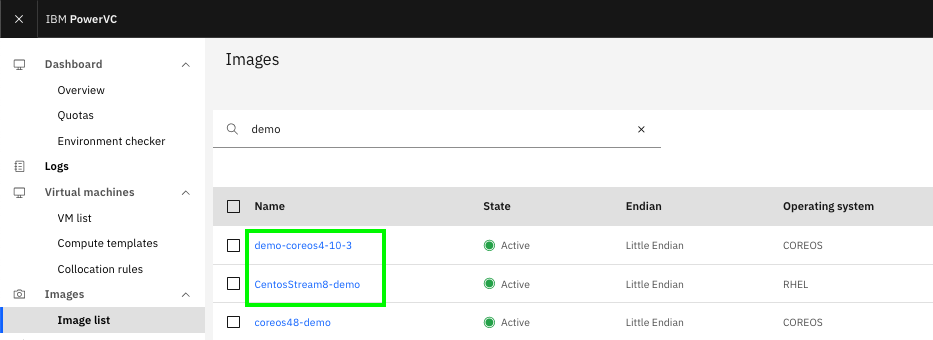 IBM PowerVC
Dashboard
Overview
Quotas
Environment checker
Logs
Virtual machines
VM list
Compute templates
Collocation rules
Images
Image list
Images
demo
Name State Endian Operating system
demo-coreos4-10-3 Active Little Endian COREOS
CentosStream8-demo Active Little Endian RHEL
coreos48-demo Active Little Endian COREOS